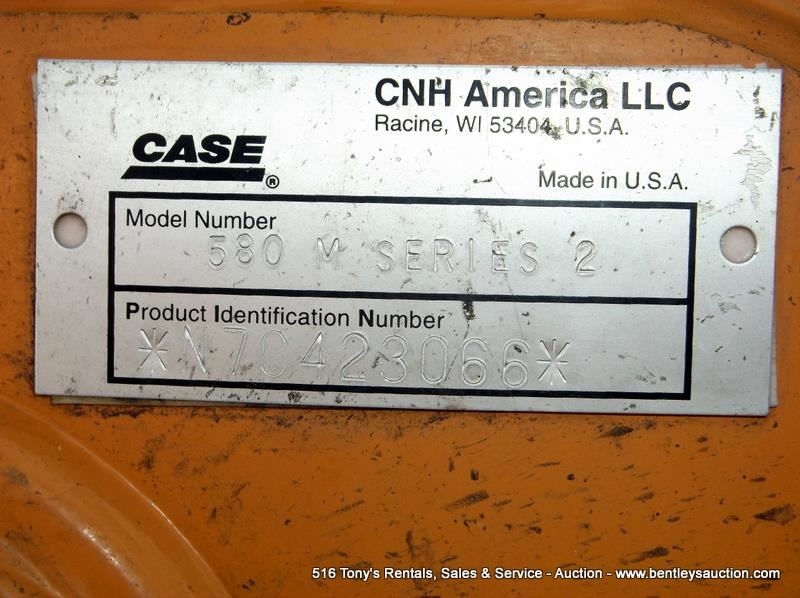 CNH America LLC
Racine, WI 53404, U.S.A.
CASE®
Made in U.S.A.
Model Number
580 M SERIES 2
Product Identification Number
*N7C423066*
516 Tony's Rentals, Sales & Service - Auction - www.bentleysauction.com